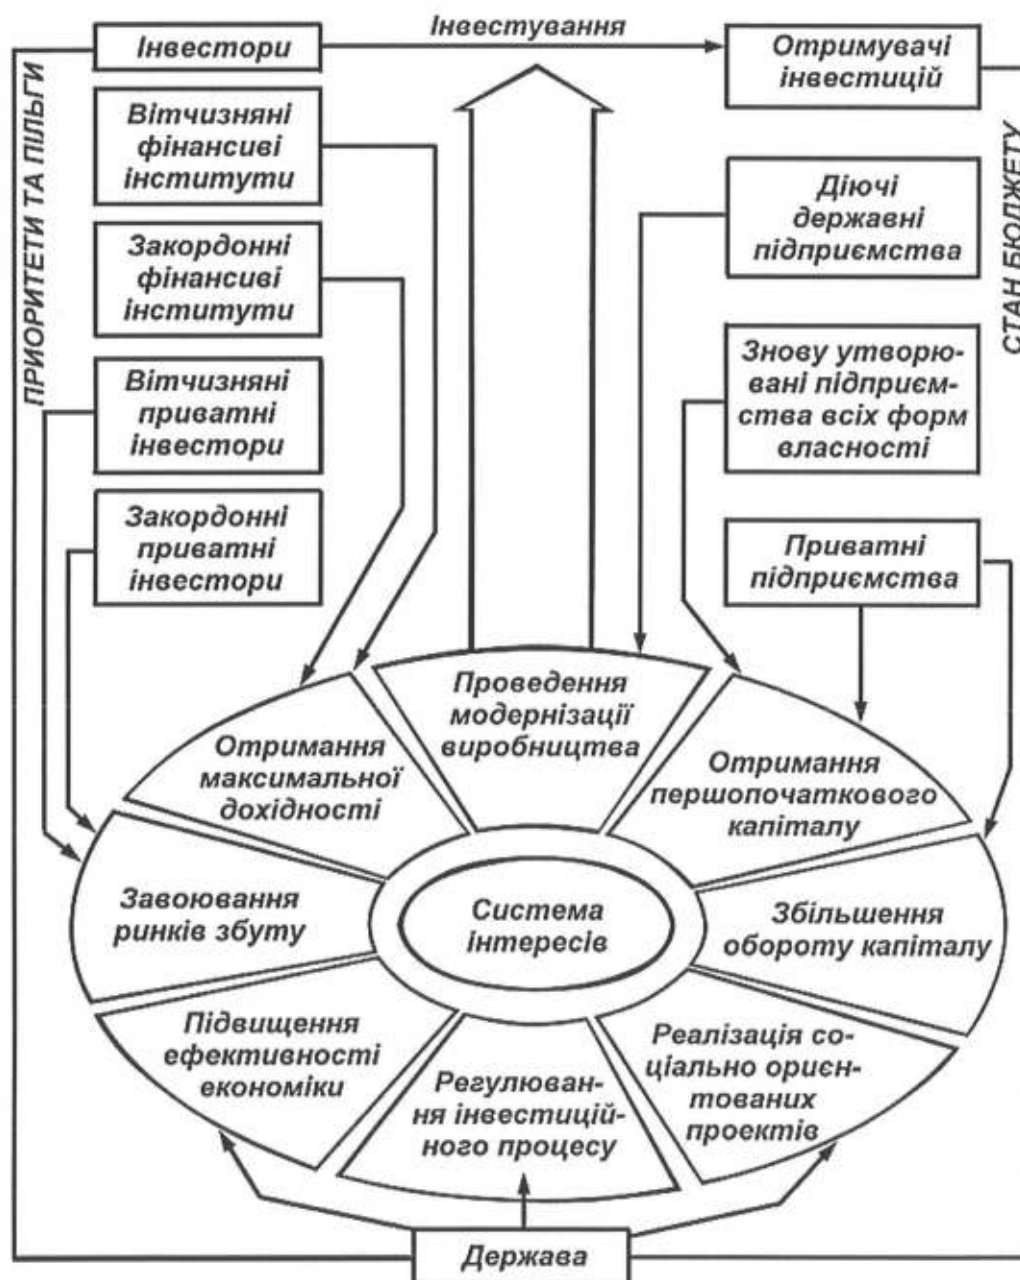 Інвестори
Інвестування
Отримувачі
інвестицій
ПРИОРИТЕТИ ТА ПІЛЬГИ
СТАН БЮДЖЕТУ
Вітчизняні
фінансиві
інститути
Закордонні
фінансиві
інститути
Вітчизняні
приватні
інвестори
Закордонні
приватні
інвестори
Діючі
державні
підприємства
Знову утворю-
вані підприєм-
ства всіх форм
власності
Приватні
підприємства
Проведення
модернізації
виробництва
Отримання
максимальної
дохідності
Отримання
першопочаткового
капіталу
Завоювання
ринків збуту
Система
інтересів
Збільшення
обороту капіталу
Підвищення
ефективності
економіки
Регулюван-
ня інвестицій-
ного процесу
Реалізація со-
ціально ориєн-
тованих
проектів
Держава